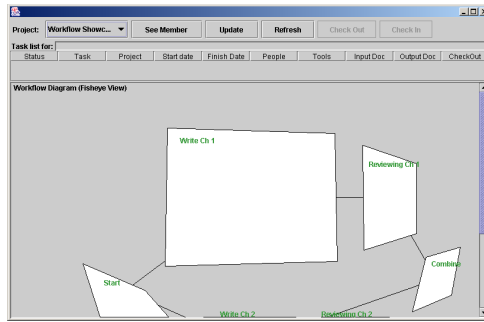 Project: Workflow Showc... See Member Update Refresh Check Out Check In
Task list for:
Status Task Project Start date Finish Date People Tools Input Doc Output Doc CheckOut
Workflow Diagram (Fisheye View)
Write Ch 1
Reviewing Ch 1
Combine
Start
Write Ch 2 Reviewing Ch 2